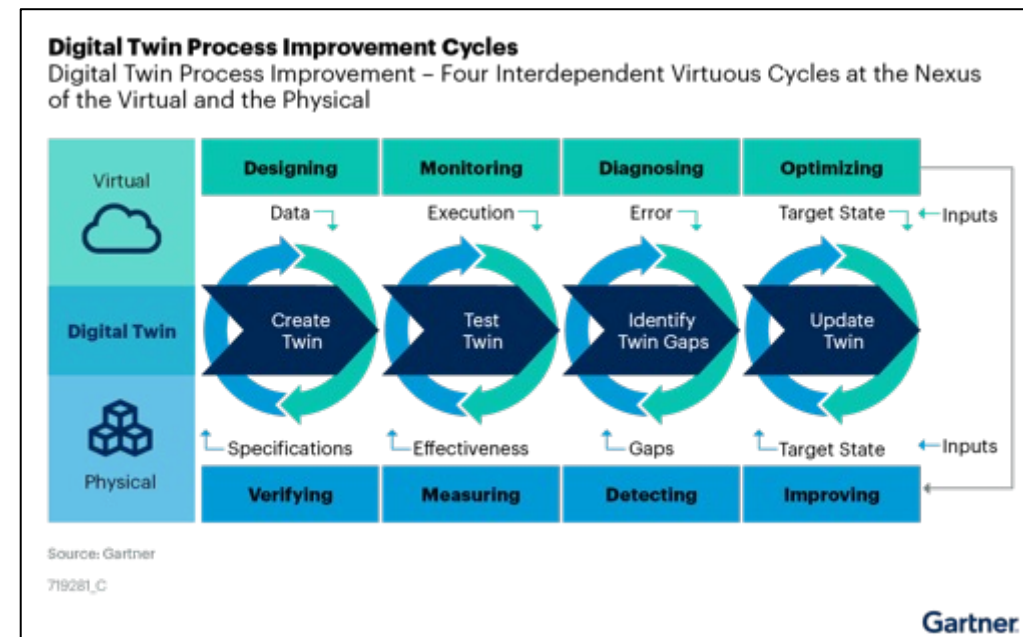 Digital Twin Process Improvement Cycles
Digital Twin Process Improvement – Four Interdependent Virtuous Cycles at the Nexus
of the Virtual and the Physical
Virtual
Designing
Monitoring
Diagnosing
Optimizing
Data
Execution
Error
Target State
Inputs
Digital Twin
Create
Twin
Test
Twin
Identify
Twin Gaps
Update
Twin
Physical
Specifications
Effectiveness
Gaps
Target State
Inputs
Verifying
Measuring
Detecting
Improving
Source: Gartner
719281_C
Gartner